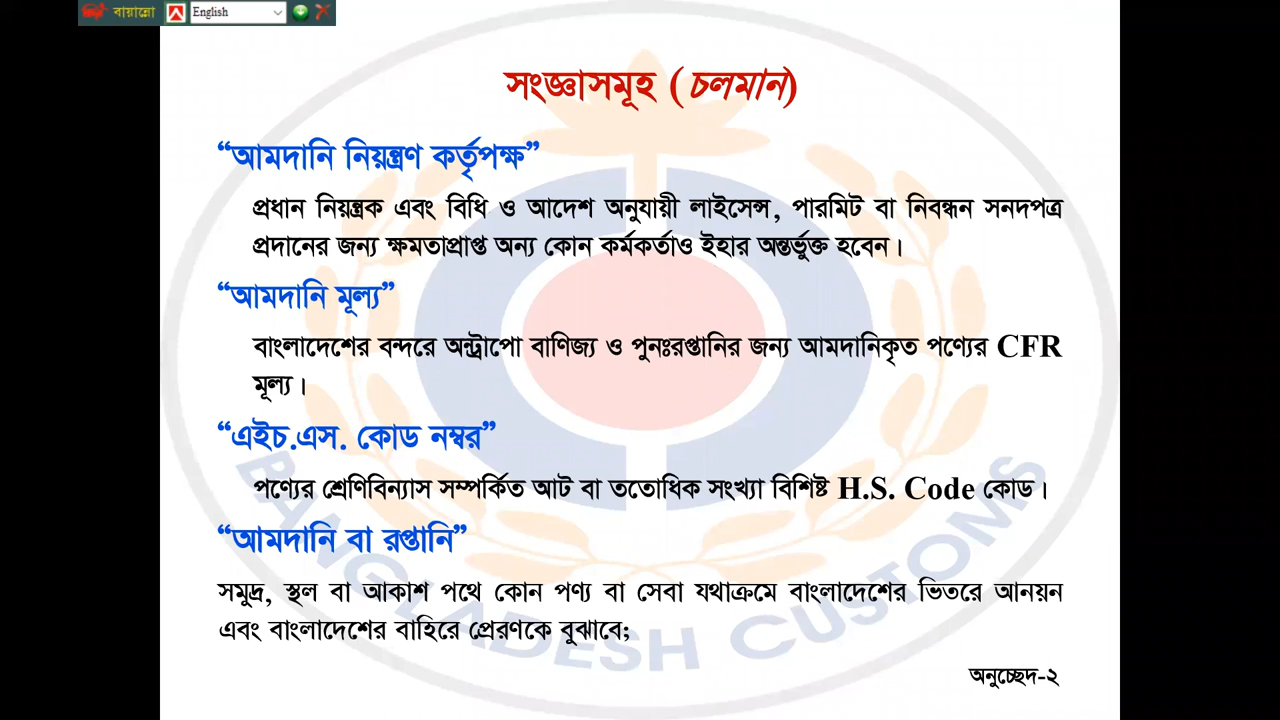 বায়ান্নো English
সংজ্ঞাসমূহ (চলমান)
“আমদানি নিয়ন্ত্রণ কর্তৃপক্ষ”
প্রধান নিয়ন্ত্রক এবং বিধি ও আদেশ অনুযায়ী লাইসেন্স, পারমিট বা নিবন্ধন সনদপত্র
প্রদানের জন্য ক্ষমতাপ্রাপ্ত অন্য কোন কর্মকর্তাও ইহার অন্তর্ভুক্ত হবেন।
“আমদানি মূল্য”
বাংলাদেশের বন্দরে অন্ট্রাপো বাণিজ্য ও পুনঃরপ্তানির জন্য আমদানিকৃত পণ্যের CFR
মূল্য।
“এইচ.এস. কোড নম্বর”
পণ্যের শ্রেণিবিন্যাস সম্পর্কিত আট বা ততোধিক সংখ্যা বিশিষ্ট H.S. Code কোড।
“আমদানি বা রপ্তানি”
সমুদ্র, স্থল বা আকাশ পথে কোন পণ্য বা সেবা যথাক্রমে বাংলাদেশের ভিতরে আনয়ন
এবং বাংলাদেশের বাহিরে প্রেরণকে বুঝাবে;
অনুচ্ছেদ-২
BANGLADESH CUSTOMS